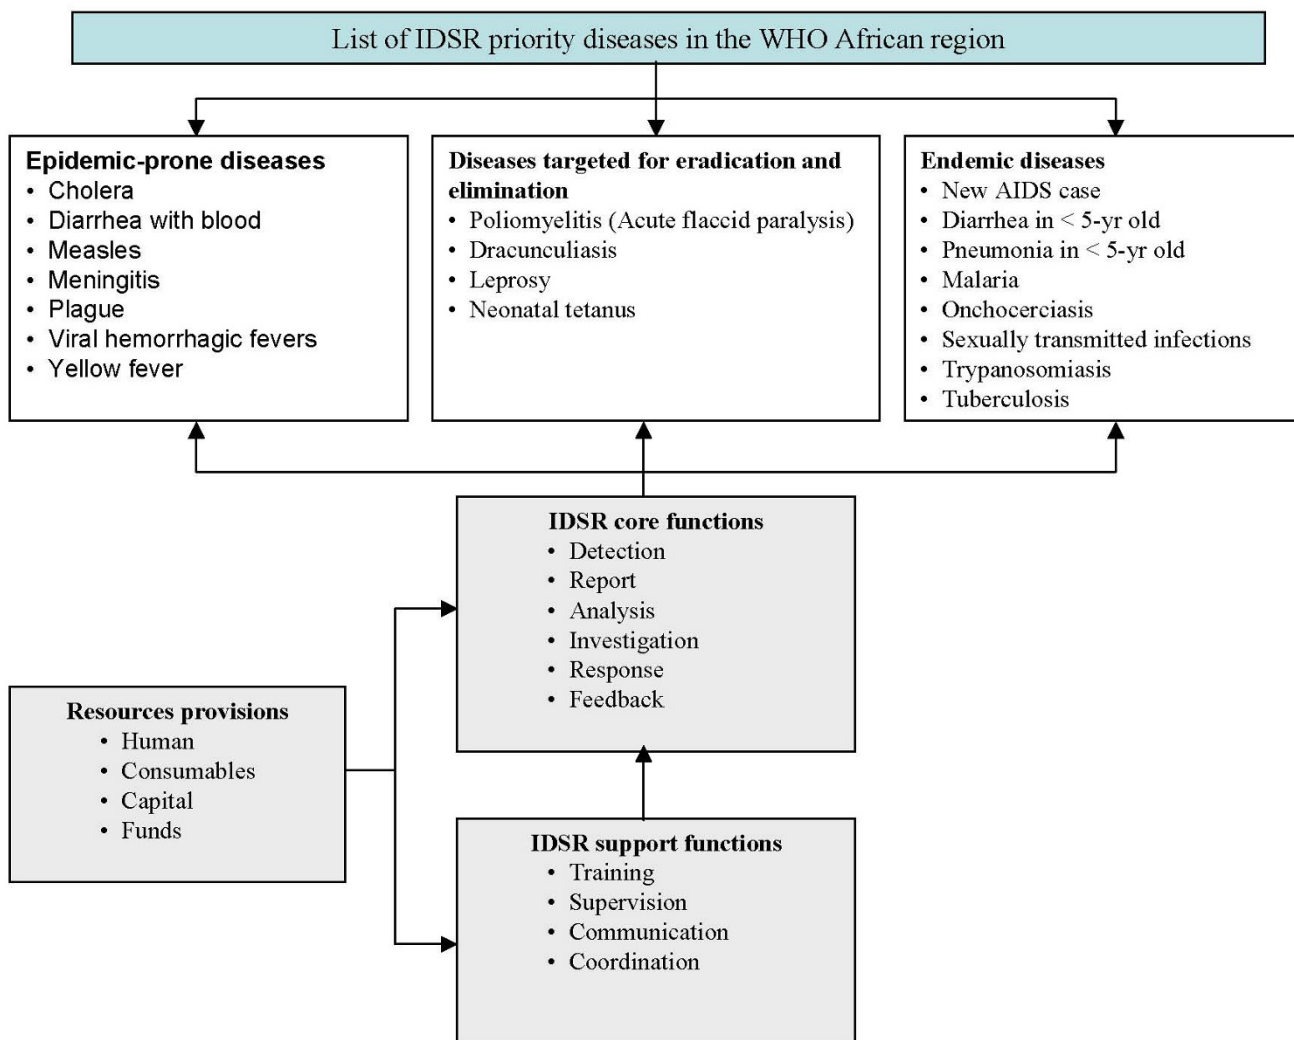 List of IDSR priority diseases in the WHO African region
Epidemic-prone diseases
• Cholera
• Diarrhea with blood
• Measles
• Meningitis
• Plague
• Viral hemorrhagic fevers
• Yellow fever
Diseases targeted for eradication and
elimination
• Poliomyelitis (Acute flaccid paralysis)
• Dracunculiasis
• Leprosy
• Neonatal tetanus
Endemic diseases
• New AIDS case
• Diarrhea in < 5-yr old
• Pneumonia in < 5-yr old
• Malaria
• Onchocerciasis
• Sexually transmitted infections
• Trypanosomiasis
• Tuberculosis
IDSR core functions
• Detection
• Report
• Analysis
• Investigation
• Response
• Feedback
Resources provisions
• Human
• Consumables
• Capital
• Funds
IDSR support functions
• Training
• Supervision
• Communication
• Coordination